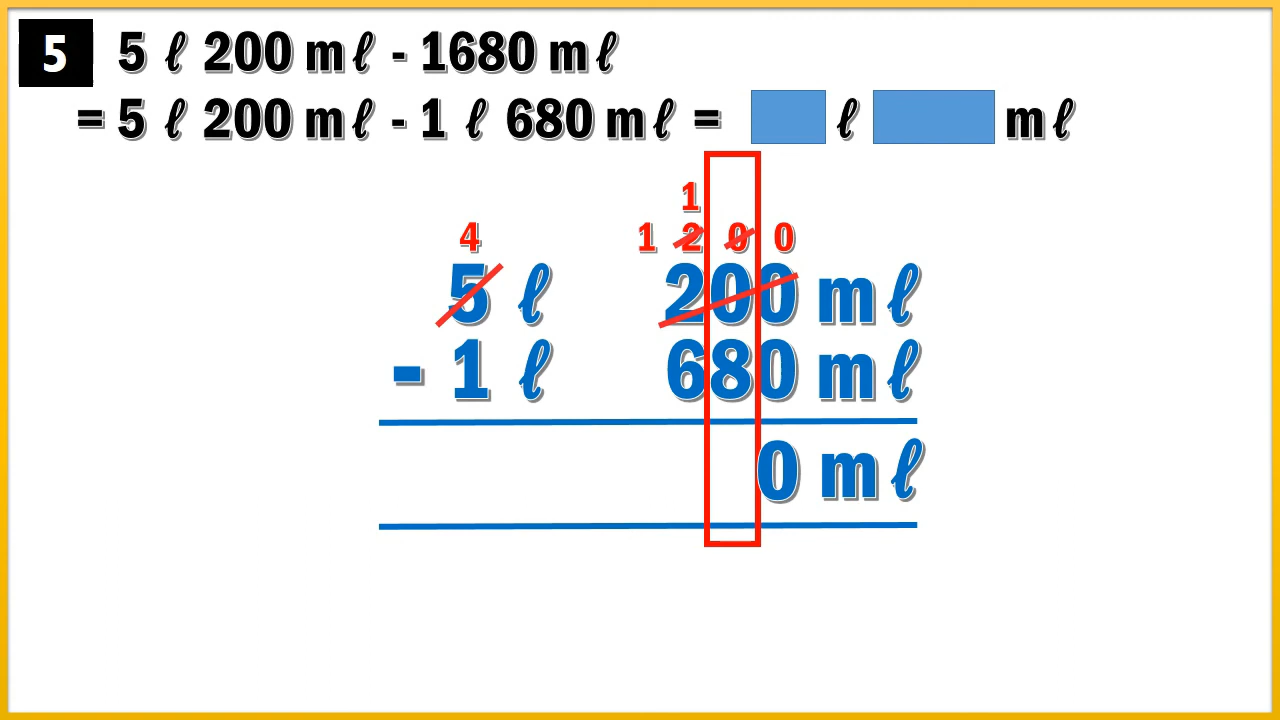 5 5 ℓ 200 mℓ - 1680 mℓ
= 5 ℓ 200 mℓ - 1 ℓ 680 mℓ = ℓ mℓ
1
4 1 2 0 0
5 ℓ 200 mℓ
- 1 ℓ 680 mℓ
0 mℓ